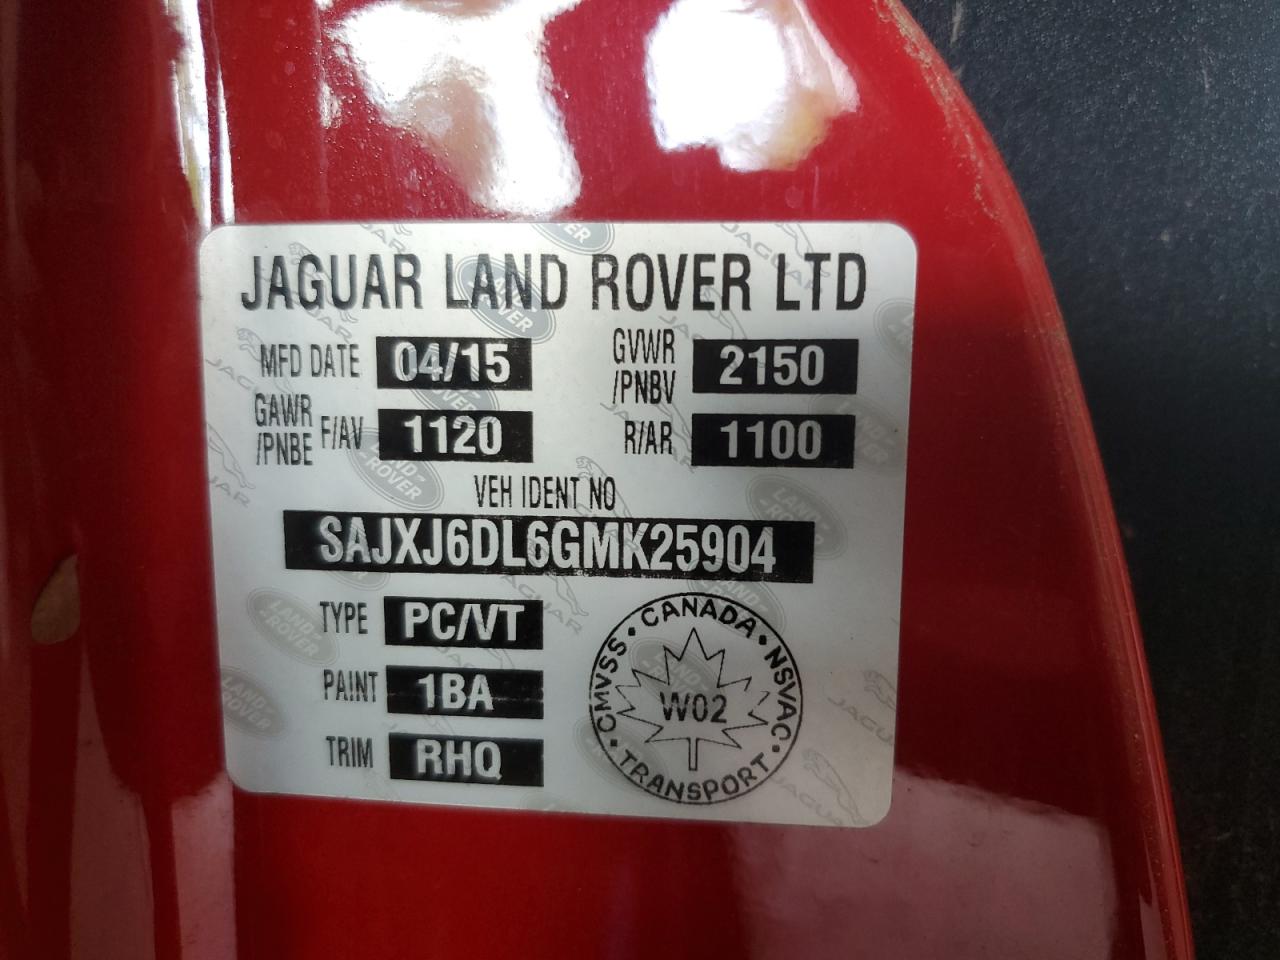 JAGUAR LAND ROVER LTD
MFD DATE 04/15 GVWR /PNBV 2150
GAWR /PNBE F/AV 1120 R/AR 1100
VEH IDENT NO
SAJXJ6DL6GMK25904
TYPE PC/VT
PAINT 1BA
TRIM RHQ
CANADA • NSVAC • TRANSPORT • CMVSS •
W02